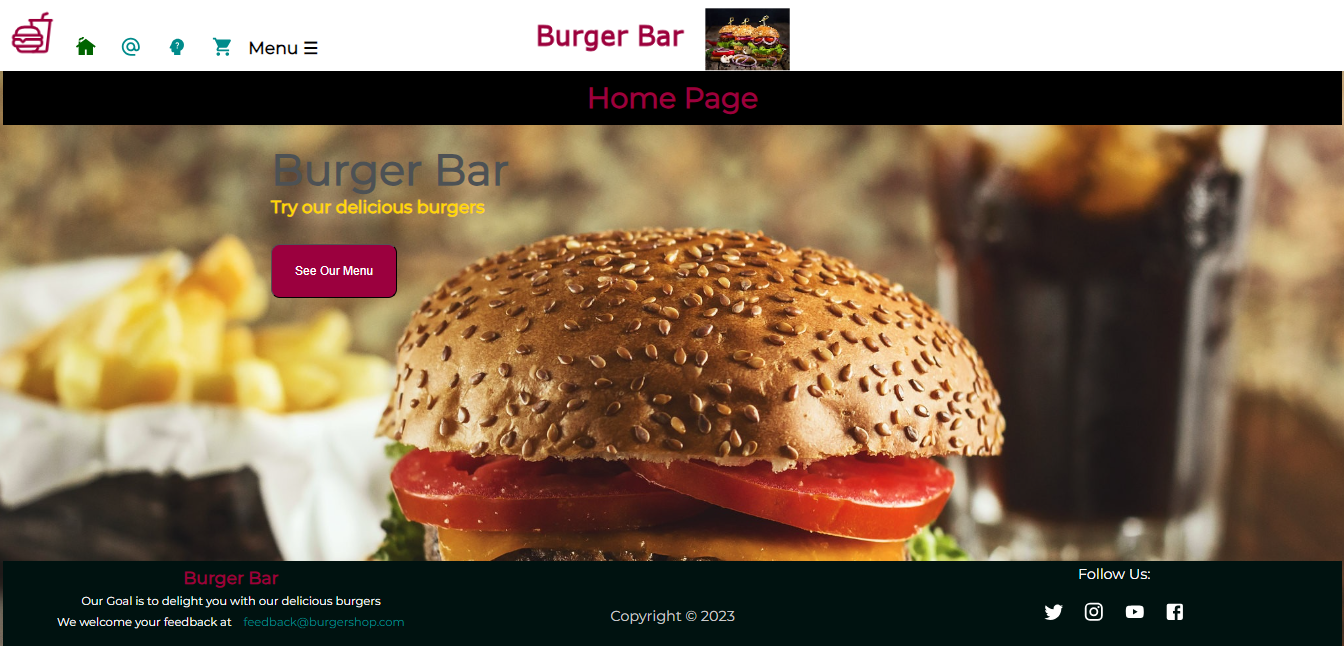 Menu ☰
Burger Bar
Home Page
Burger Bar
Try our delicious burgers
See Our Menu
Burger Bar
Our Goal is to delight you with our delicious burgers
We welcome your feedback at feedback@burgershop.com
Copyright © 2023
Follow Us: